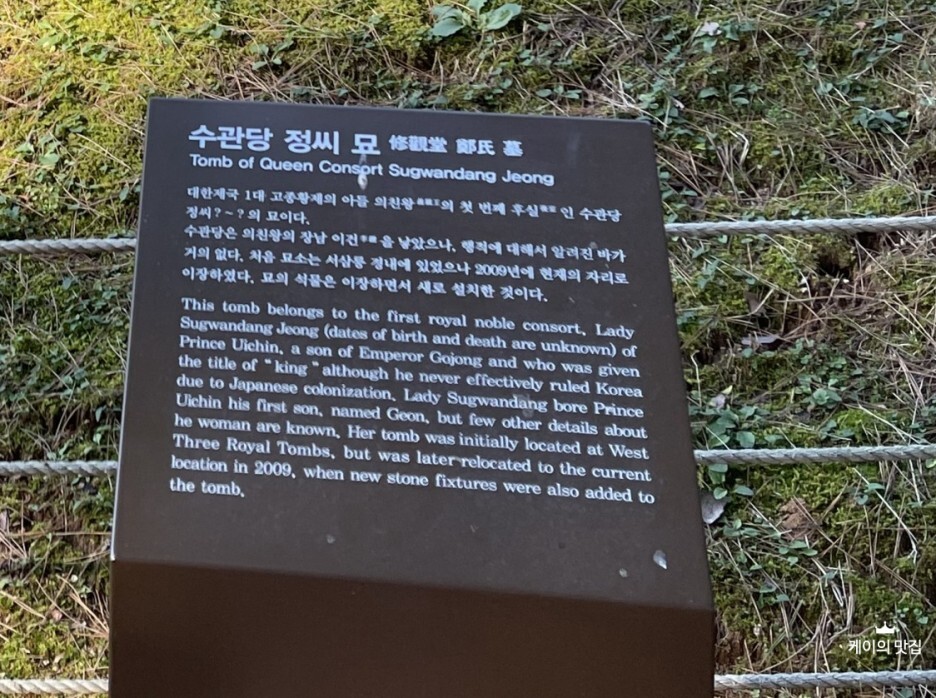 수관당 정씨 묘 修觀堂 鄭氏 墓
Tomb of Queen Consort Sugwandang Jeong
대한제국 1대 고종황제의 아들 의친왕의 첫 번째 후실 인 수관당
정씨?~?의 묘이다.
수관당은 의친왕의 장남 이건 을 낳았으나, 행적에 대해서 알려진 바가
거의 없다. 처음 묘소는 서삼릉 경내에 있었으나 2009년에 현재의 자리로
이장하였다. 묘의 석물은 이장하면서 새로 설치한 것이다.
This tomb belongs to the first royal noble consort, Lady
Sugwandang Jeong (dates of birth and death are unknown) of
Prince Uichin, a son of Emperor Gojong and who was given
the title of "king "although he never effectively ruled Korea
due to Japanese colonization. Lady Sugwandang bore Prince
Uichin his first son, named Geon, but few other details about
he woman are known. Her tomb was initially located at West
Three Royal Tombs, but was later relocated to the current
location in 2009, when new stone fixtures were also added to
the tomb.
케이의 맛집